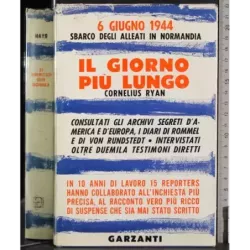 6 GIUGNO 1944
SBARCO DEGLI ALLEATI IN NORMANDIA
IL GIORNO
PIÙ LUNGO
CORNELIUS RYAN
CONSULTATI GLI ARCHIVI SEGRETI D'A-
MERICA E D'EUROPA, I DIARI DI ROMMEL
E DI VON RUNDSTEDT • INTERVISTATI
OLTRE DUEMILA TESTIMONI DIRETTI
IN 10 ANNI DI LAVORO 15 REPORTERS
HANNO COLLABORATO ALL'INCHIESTA PIÙ
PRECISA, AL RACCONTO VERO PIÙ RICCO
DI SUSPENSE CHE SIA MAI STATO SCRITTO
GARZANTI